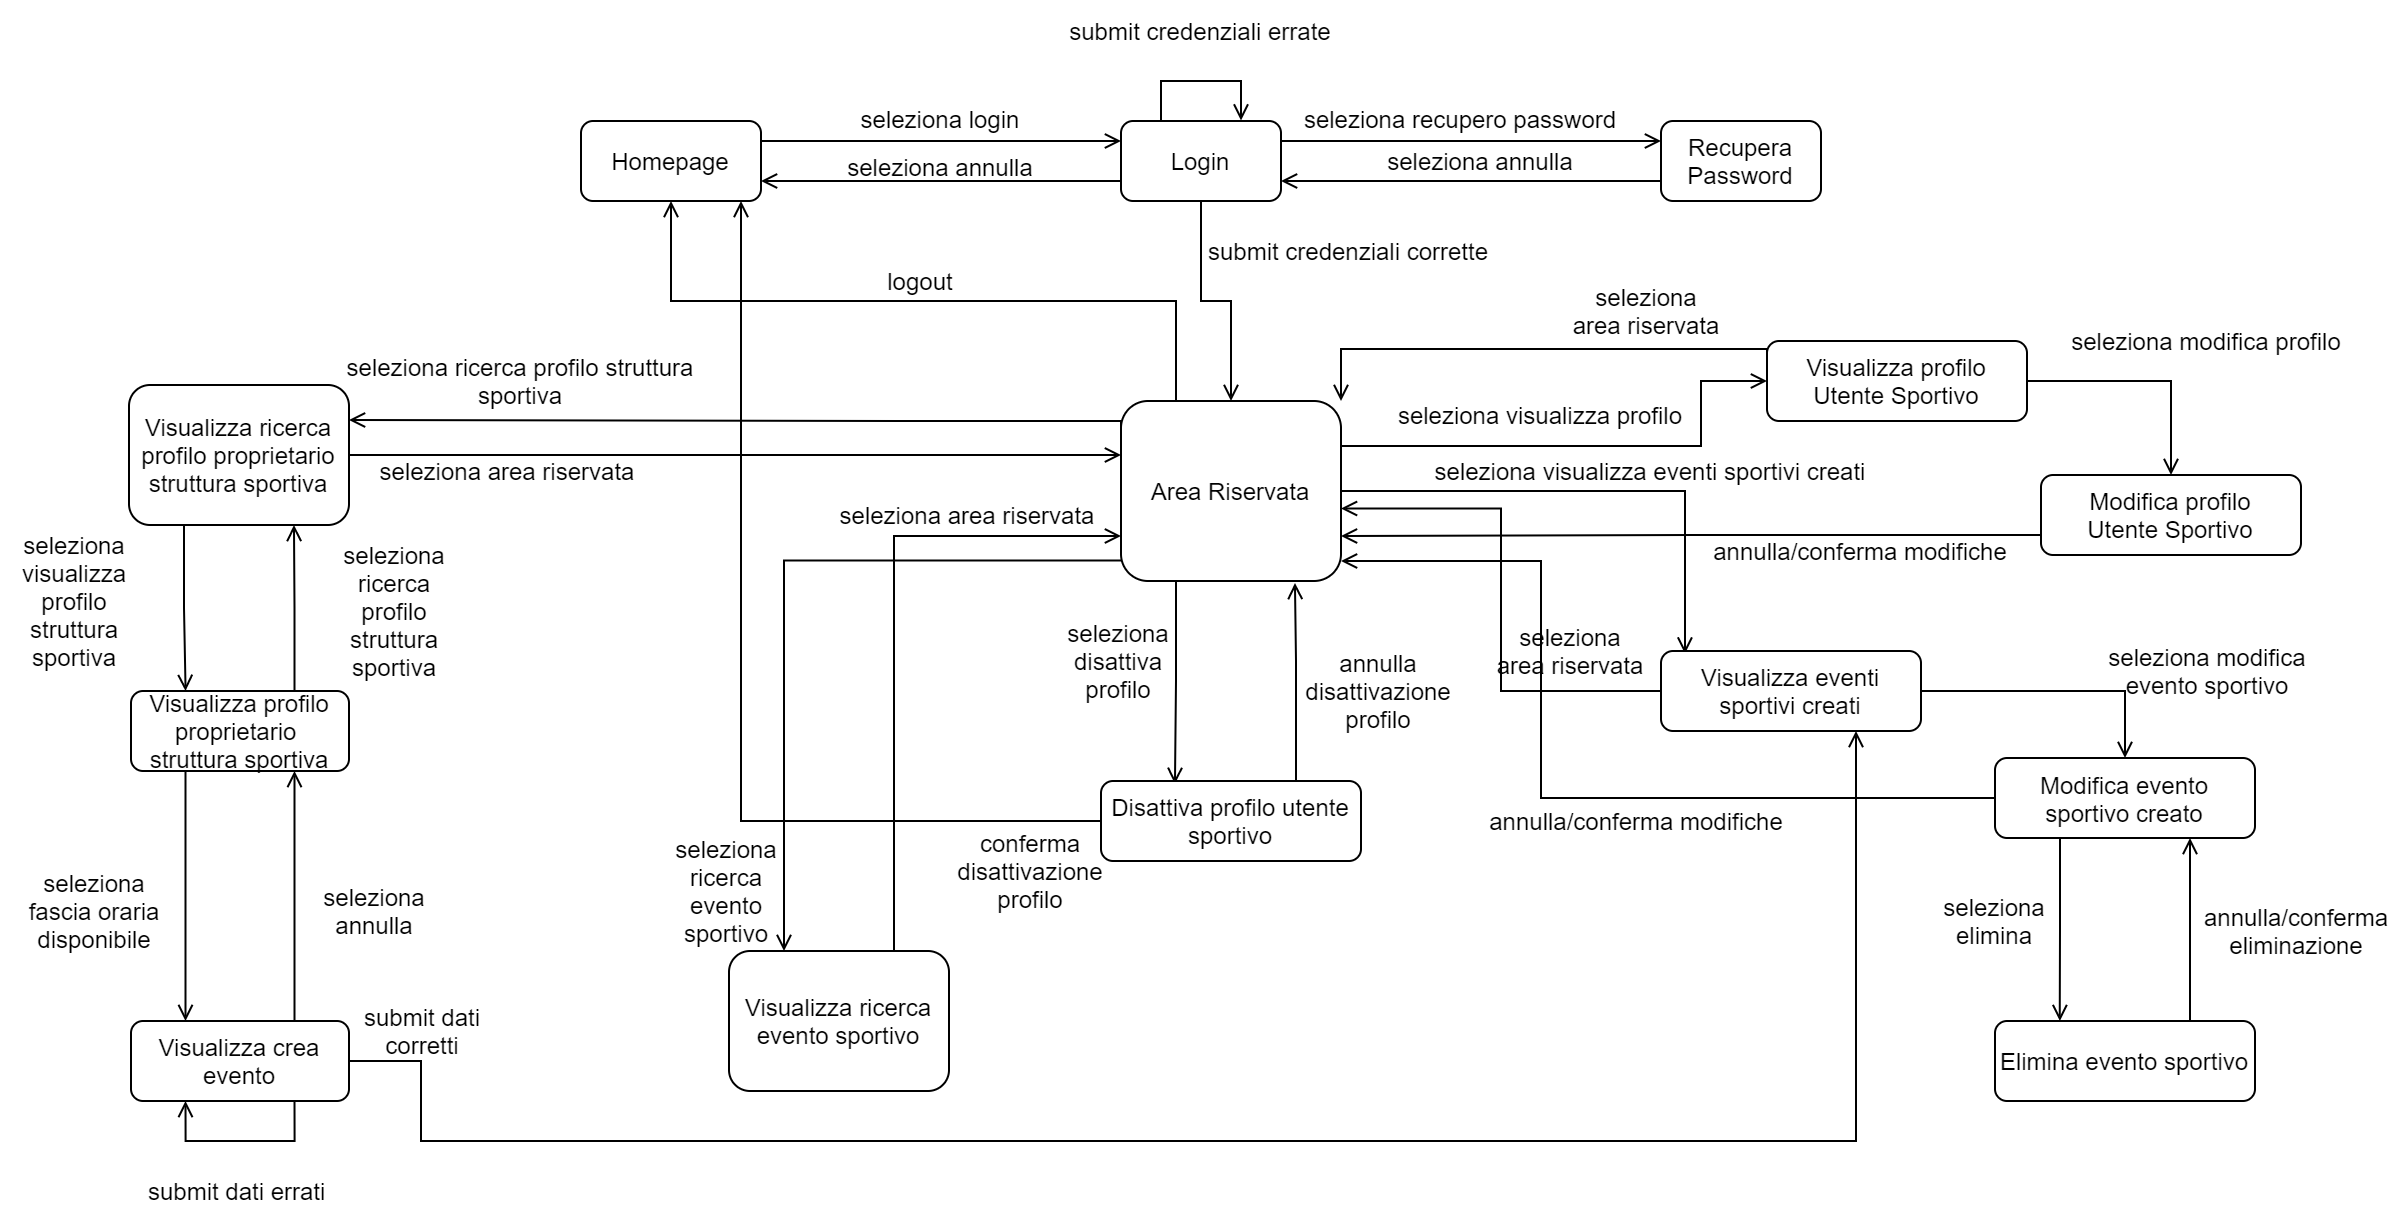 submit credenziali errate
seleziona login
seleziona recupero password
Homepage
Login
Recupera
Password
seleziona annulla
seleziona annulla
submit credenziali corrette
logout
seleziona
area riservata
seleziona modifica profilo
Visualizza profilo
Utente Sportivo
seleziona ricerca profilo struttura
sportiva
seleziona visualizza profilo
Visualizza ricerca
profilo proprietario
struttura sportiva
seleziona area riservata
seleziona visualizza eventi sportivi creati
Area Riservata
Modifica profilo
Utente Sportivo
seleziona area riservata
annulla/conferma modifiche
seleziona
visualizza
profilo
struttura
sportiva
seleziona
ricerca
profilo
struttura
sportiva
seleziona
disattiva
profilo
annulla
disattivazione
profilo
seleziona
area riservata
Visualizza eventi
sportivi creati
seleziona modifica
evento sportivo
Visualizza profilo
proprietario
struttura sportiva
Disattiva profilo utente
sportivo
Modifica evento
sportivo creato
annulla/conferma modifiche
conferma
disattivazione
profilo
seleziona
ricerca
evento
sportivo
seleziona
fascia oraria
disponibile
seleziona
annulla
seleziona
elimina
annulla/conferma
eliminazione
Visualizza ricerca
evento sportivo
submit dati
corretti
Visualizza crea
evento
Elimina evento sportivo
submit dati errati